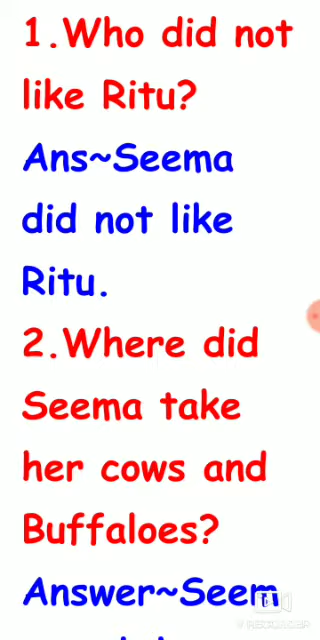 1.Who did not
like Ritu?
Ans~Seema
did not like
Ritu.
2.Where did
Seema take
her cows and
Buffaloes?
Answer~Seem